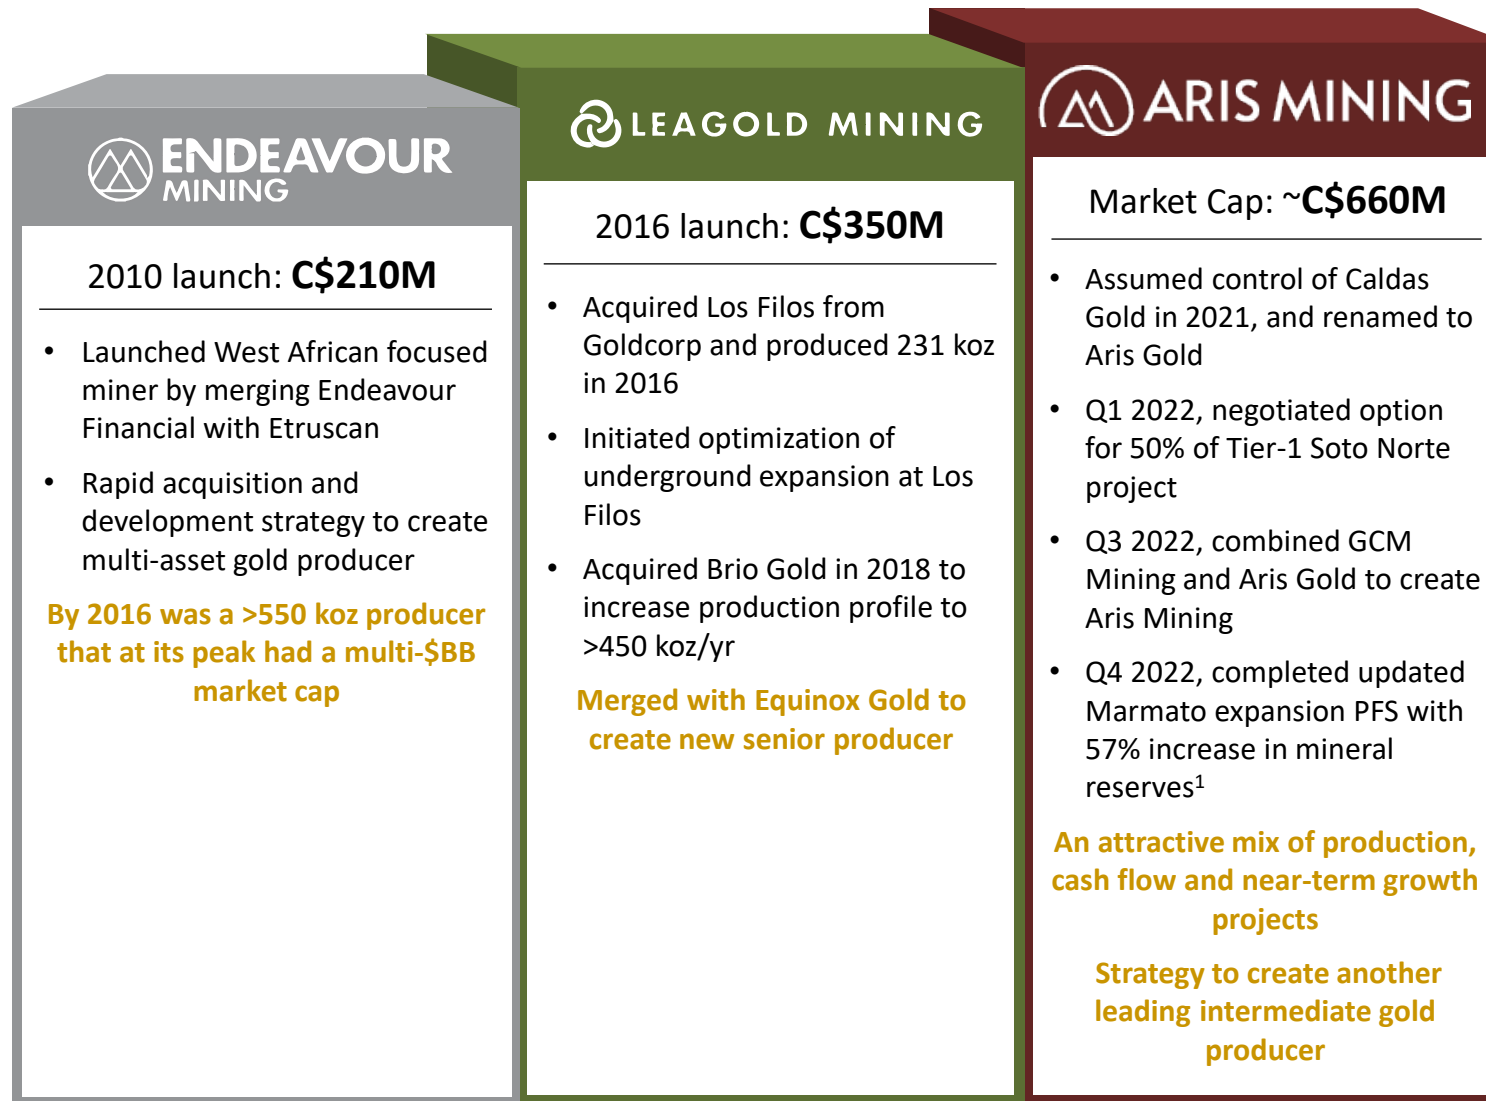 ENDEAVOUR
MINING
2010 launch: C$210M
• Launched West African focused
miner by merging Endeavour
Financial with Etruscan
• Rapid acquisition and
development strategy to create
multi-asset gold producer
By 2016 was a >550 koz producer
that at its peak had a multi-$BB
market cap
LEAGOLD MINING
2016 launch: C$350M
• Acquired Los Filos from
Goldcorp and produced 231 koz
in 2016
• Initiated optimization of
underground expansion at Los
Filos
• Acquired Brio Gold in 2018 to
increase production profile to
>450 koz/yr
Merged with Equinox Gold to
create new senior producer
ARIS MINING
Market Cap: ~C$660M
• Assumed control of Caldas
Gold in 2021, and renamed to
Aris Gold
• Q1 2022, negotiated option
for 50% of Tier-1 Soto Norte
project
• Q3 2022, combined GCM
Mining and Aris Gold to create
Aris Mining
• Q4 2022, completed updated
Marmato expansion PFS with
57% increase in mineral
reserves¹
An attractive mix of production,
cash flow and near-term growth
projects
Strategy to create another
leading intermediate gold
producer